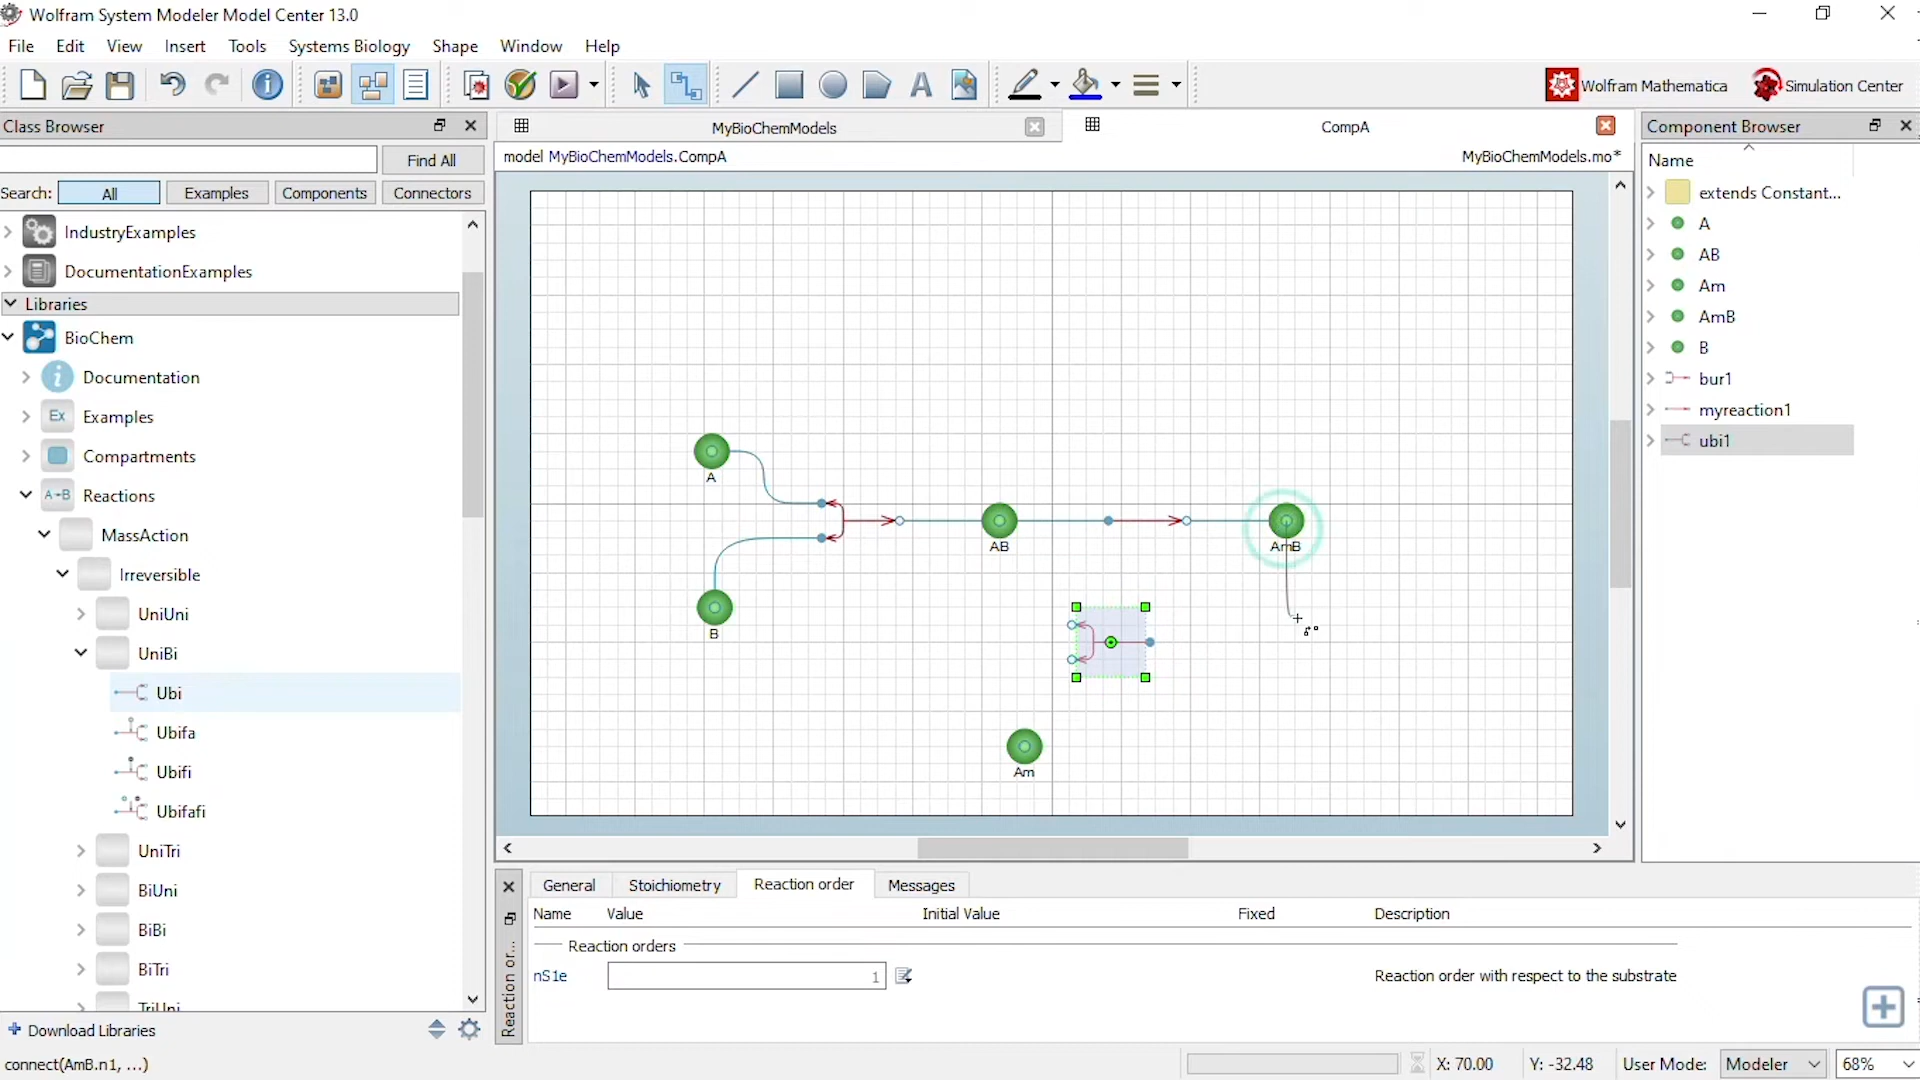 Wolfram System Modeler Model Center 13.0
File Edit View Insert Tools Systems Biology Shape Window Help
Wolfram Mathematica Simulation Center
Class Browser
MyBioChemModels
CompA
Component Browser
Find All
model MyBioChemModels.CompA
MyBioChemModels.mo*
Name
Search: All Examples Components Connectors
extends Constant...
IndustryExamples
A
DocumentationExamples
AB
Libraries
Am
BioChem
AmB
Documentation
B
Ex Examples
bur1
Compartments
myreaction1
A→B Reactions
ubi1
MassAction
Irreversible
UniUni
UniBi
Ubi
Ubifa
Ubifi
Ubifafi
UniTri
BiUni
BiBi
BiTri
TriUni
A
B
AB
AmB
Am
General Stoichiometry Reaction order Messages
Name Value Initial Value Fixed Description
Reaction orders
nS1e 1 Reaction order with respect to the substrate
Reaction or...
Download Libraries
connect(AmB.n1, ...)
X: 70.00 Y: -32.48 User Mode: Modeler 68%